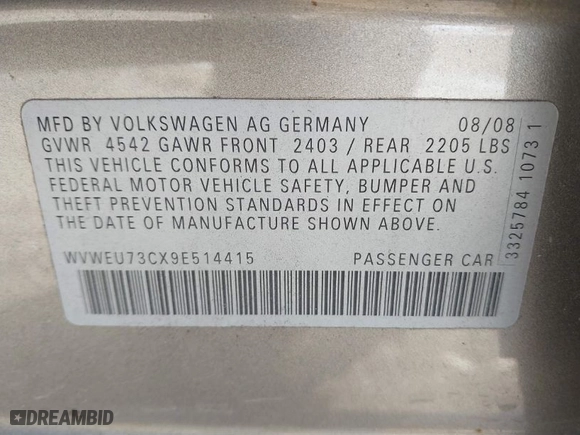 MFD BY VOLKSWAGEN AG GERMANY 08/08
GVWR 4542 GAWR FRONT 2403 / REAR 2205 LBS
THIS VEHICLE CONFORMS TO ALL APPLICABLE U.S.
FEDERAL MOTOR VEHICLE SAFETY, BUMPER AND
THEFT PREVENTION STANDARDS IN EFFECT ON
THE DATE OF MANUFACTURE SHOWN ABOVE.
WVWEU73CX9E514415 PASSENGER CAR
3325784 1073 1
DREAMBID